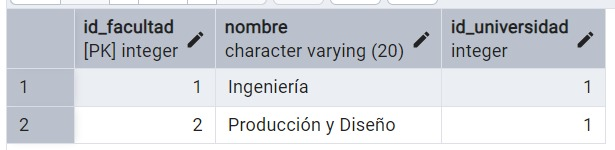 id_facultad nombre id_universidad
[PK] integer character varying (20) integer
1 1 Ingeniería 1
2 2 Producción y Diseño 1